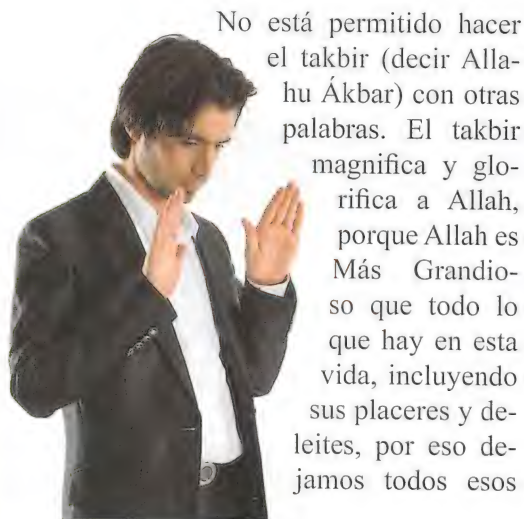 No está permitido hacer
el takbir (decir Alla-
hu Ákbar) con otras
palabras. El takbir
magnifica y glo-
rifica a Allah,
porque Allah es
Más Grandio-
so que todo lo
que hay en esta
vida, incluyendo
sus placeres y de-
leites, por eso de-
jamos todos esos